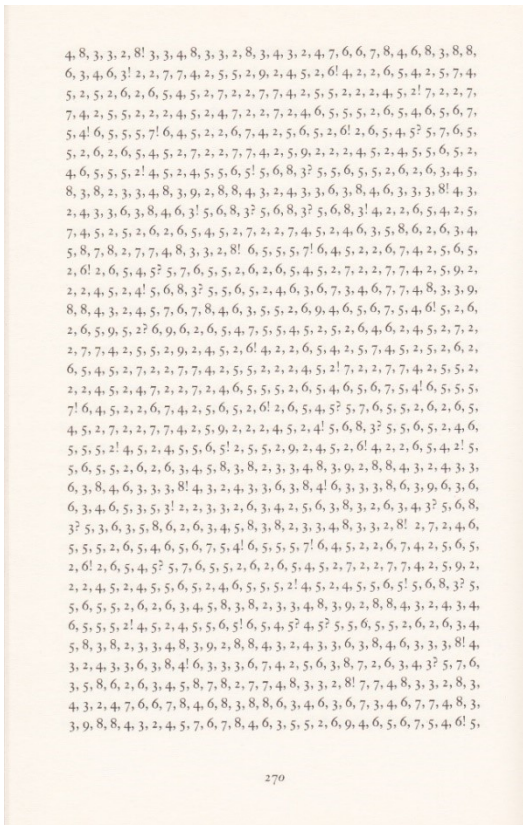 4, 8, 3, 3, 2, 8! 3, 3, 4, 8, 3, 3, 2, 8, 3, 4, 3, 2, 4, 7, 6, 6, 7, 8, 4, 6, 8, 3, 8, 8,
6, 3, 4, 6, 3! 2, 2, 7, 7, 4, 2, 5, 5, 2, 9, 2, 4, 5, 2, 6! 4, 2, 2, 6, 5, 4, 2, 5, 7, 4,
5, 2, 5, 2, 6, 2, 6, 5, 4, 5, 2, 7, 2, 2, 7, 7, 4, 2, 5, 5, 2, 2, 2, 4, 5, 2! 7, 2, 2, 7,
7, 4, 2, 5, 5, 2, 2, 2, 4, 5, 2, 4, 7, 2, 2, 7, 2, 4, 6, 5, 5, 5, 2, 6, 5, 4, 6, 5, 6, 7,
5, 4! 6, 5, 5, 5, 7! 6, 4, 5, 2, 2, 6, 7, 4, 2, 5, 6, 5, 2, 6! 2, 6, 5, 4, 5? 5, 7, 6, 5,
5, 2, 6, 2, 6, 5, 4, 5, 2, 7, 2, 2, 7, 7, 4, 2, 5, 9, 2, 2, 2, 4, 5, 2, 4, 5, 5, 6, 5, 2,
4, 6, 5, 5, 5, 2! 4, 5, 2, 4, 5, 5, 6, 5! 5, 6, 8, 3? 5, 5, 6, 5, 5, 2, 6, 2, 6, 3, 4, 5,
8, 3, 8, 2, 3, 3, 4, 8, 3, 9, 2, 8, 8, 4, 3, 2, 4, 3, 3, 6, 3, 8, 4, 6, 3, 3, 3, 8! 4, 3,
2, 4, 3, 3, 6, 3, 8, 4, 6, 3! 5, 6, 8, 3? 5, 6, 8, 3? 5, 6, 8, 3! 4, 2, 2, 6, 5, 4, 2, 5,
7, 4, 5, 2, 5, 2, 6, 2, 6, 5, 4, 5, 2, 7, 2, 2, 7, 4, 5, 2, 4, 6, 3, 5, 8, 6, 2, 6, 3, 4,
5, 8, 7, 8, 2, 7, 7, 4, 8, 3, 3, 2, 8! 6, 5, 5, 5, 7! 6, 4, 5, 2, 2, 6, 7, 4, 2, 5, 6, 5,
2, 6! 2, 6, 5, 4, 5? 5, 7, 6, 5, 5, 2, 6, 2, 6, 5, 4, 5, 2, 7, 2, 2, 7, 7, 4, 2, 5, 9, 2,
2, 2, 4, 5, 2, 4! 5, 6, 8, 3? 5, 5, 6, 5, 2, 4, 6, 3, 6, 7, 3, 4, 6, 7, 7, 4, 8, 3, 3, 9,
8, 8, 4, 3, 2, 4, 5, 7, 6, 7, 8, 4, 6, 3, 5, 5, 2, 6, 9, 4, 6, 5, 6, 7, 5, 4, 6! 5, 2, 6,
2, 6, 5, 9, 5, 2? 6, 9, 6, 2, 6, 5, 4, 7, 5, 5, 4, 5, 2, 5, 2, 6, 4, 6, 2, 4, 5, 2, 7, 2,
2, 7, 7, 4, 2, 5, 5, 2, 9, 2, 4, 5, 2, 6! 4, 2, 2, 6, 5, 4, 2, 5, 7, 4, 5, 2, 5, 2, 6, 2,
6, 5, 4, 5, 2, 7, 2, 2, 7, 7, 4, 2, 5, 5, 2, 2, 2, 4, 5, 2! 7, 2, 2, 7, 7, 4, 2, 5, 5, 2,
2, 2, 4, 5, 2, 4, 7, 2, 2, 7, 2, 4, 6, 5, 5, 5, 2, 6, 5, 4, 6, 5, 6, 7, 5, 4! 6, 5, 5, 5,
7! 6, 4, 5, 2, 2, 6, 7, 4, 2, 5, 6, 5, 2, 6! 2, 6, 5, 4, 5? 5, 7, 6, 5, 5, 2, 6, 2, 6, 5,
4, 5, 2, 7, 2, 2, 7, 7, 4, 2, 5, 9, 2, 2, 2, 4, 5, 2, 4! 5, 6, 8, 3? 5, 5, 6, 5, 2, 4, 6,
5, 5, 5, 2! 4, 5, 2, 4, 5, 5, 6, 5! 2, 5, 5, 2, 9, 2, 4, 5, 2, 6! 4, 2, 2, 6, 5, 4, 2! 5,
5, 6, 5, 5, 2, 6, 2, 6, 3, 4, 5, 8, 3, 8, 2, 3, 3, 4, 8, 3, 9, 2, 8, 8, 4, 3, 2, 4, 3, 3,
6, 3, 8, 4, 6, 3, 3, 3, 8! 4, 3, 2, 4, 3, 3, 6, 3, 8, 4! 6, 3, 3, 3, 8, 6, 3, 9, 6, 3, 6,
6, 3, 4, 6, 5, 3, 5, 3! 2, 2, 3, 3, 2, 6, 3, 4, 2, 5, 6, 3, 8, 3, 2, 6, 3, 4, 3? 5, 6, 8,
3? 5, 3, 6, 3, 5, 8, 6, 2, 6, 3, 4, 5, 8, 3, 8, 2, 3, 3, 4, 8, 3, 3, 2, 8! 2, 7, 2, 4, 6,
5, 5, 5, 2, 6, 5, 4, 6, 5, 6, 7, 5, 4! 6, 5, 5, 5, 7! 6, 4, 5, 2, 2, 6, 7, 4, 2, 5, 6, 5,
2, 6! 2, 6, 5, 4, 5? 5, 7, 6, 5, 5, 2, 6, 2, 6, 5, 4, 5, 2, 7, 2, 2, 7, 7, 4, 2, 5, 9, 2,
2, 2, 4, 5, 2, 4, 5, 5, 6, 5, 2, 4, 6, 5, 5, 5, 2! 4, 5, 2, 4, 5, 5, 6, 5! 5, 6, 8, 3? 5,
5, 6, 5, 5, 2, 6, 2, 6, 3, 4, 5, 8, 3, 8, 2, 3, 3, 4, 8, 3, 9, 2, 8, 8, 4, 3, 2, 4, 3, 4,
6, 5, 5, 5, 2! 4, 5, 2, 4, 5, 5, 6, 5! 6, 5, 4, 5? 4, 5? 5, 5, 6, 5, 5, 2, 6, 2, 6, 3, 4,
5, 8, 3, 8, 2, 3, 3, 4, 8, 3, 9, 2, 8, 8, 4, 3, 2, 4, 3, 3, 6, 3, 8, 4, 6, 3, 3, 3, 8! 4,
3, 2, 4, 3, 3, 6, 3, 8, 4! 6, 3, 3, 3, 6, 7, 4, 2, 5, 6, 3, 8, 7, 2, 6, 3, 4, 3? 5, 7, 6,
3, 5, 8, 6, 2, 6, 3, 4, 5, 8, 7, 8, 2, 7, 7, 4, 8, 3, 3, 2, 8! 7, 7, 4, 8, 3, 3, 2, 8, 3,
4, 3, 2, 4, 7, 6, 6, 7, 8, 4, 6, 8, 3, 8, 8, 6, 3, 4, 6, 3, 6, 7, 3, 4, 6, 7, 7, 4, 8, 3,
3, 9, 8, 8, 4, 3, 2, 4, 5, 7, 6, 7, 8, 4, 6, 3, 5, 5, 2, 6, 9, 4, 6, 5, 6, 7, 5, 4, 6! 5,
270